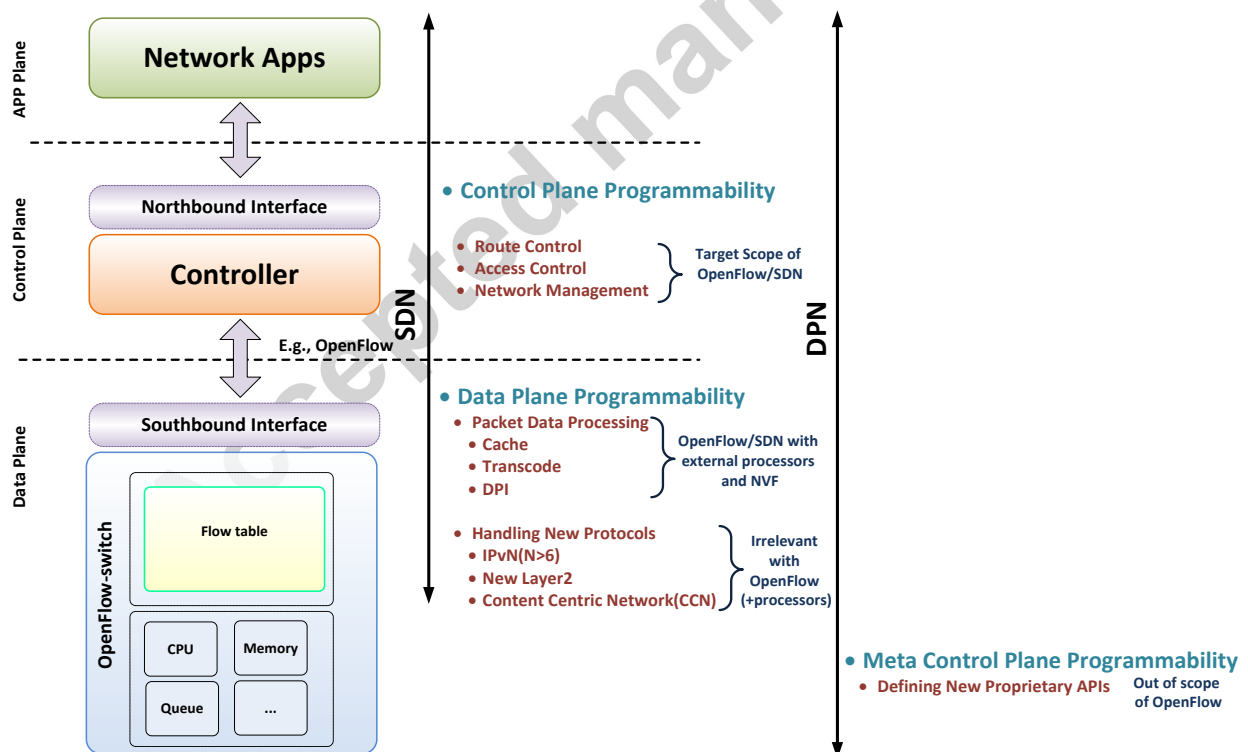 APP Plane
Network Apps
Control Plane
Northbound Interface
Controller
E.g., OpenFlow
Data Plane
Southbound Interface
OpenFlow-switch
Flow table
CPU
Memory
Queue
...
SDN
• Control Plane Programmability
• Route Control
• Access Control
• Network Management
Target Scope of
OpenFlow/SDN
• Data Plane Programmability
• Packet Data Processing
• Cache
• Transcode
• DPI
OpenFlow/SDN with
external processors
and NVF
• Handling New Protocols
• IPvN(N>6)
• New Layer2
• Content Centric Network(CCN)
Irrelevant
with
OpenFlow
(+processors)
DPN
• Meta Control Plane Programmability
• Defining New Proprietary APIs
Out of scope
of OpenFlow
Accepted man